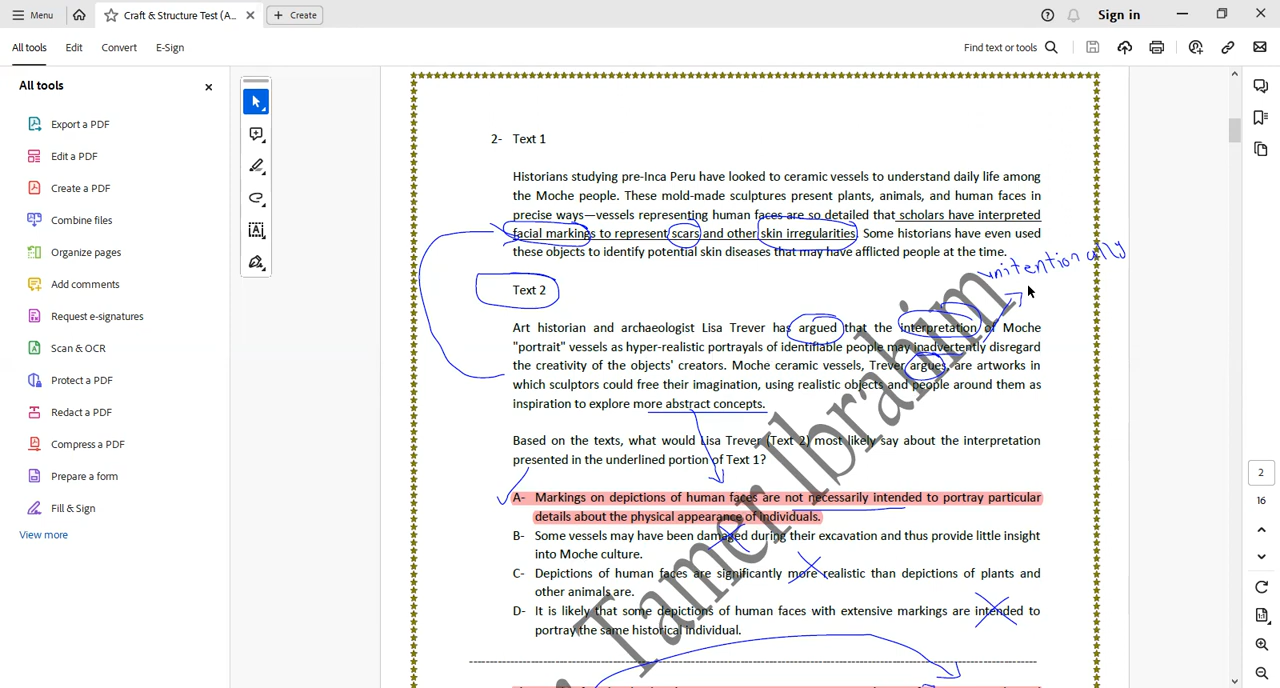 Menu
Craft & Structure Test (A...
Create
Sign in
All tools
Edit
Convert
E-Sign
Find text or tools
All tools
Export a PDF
Edit a PDF
Create a PDF
Combine files
Organize pages
Add comments
Request e-signatures
Scan & OCR
Protect a PDF
Redact a PDF
Compress a PDF
Prepare a form
Fill & Sign
View more
2- Text 1
Historians studying pre-Inca Peru have looked to ceramic vessels to understand daily life among
the Moche people. These mold-made sculptures present plants, animals, and human faces in
precise ways—vessels representing human faces are so detailed that scholars have interpreted
facial markings to represent scars and other skin irregularities. Some historians have even used
these objects to identify potential skin diseases that may have afflicted people at the time.
unitentionally
Text 2
Art historian and archaeologist Lisa Trever has argued that the interpretation of Moche
"portrait" vessels as hyper-realistic portrayals of identifiable people may inadvertently disregard
the creativity of the objects' creators. Moche ceramic vessels, Trever argues, are artworks in
which sculptors could free their imagination, using realistic objects and people around them as
inspiration to explore more abstract concepts.
Based on the texts, what would Lisa Trever (Text 2) most likely say about the interpretation
presented in the underlined portion of Text 1?
A- Markings on depictions of human faces are not necessarily intended to portray particular
details about the physical appearance of individuals.
B- Some vessels may have been damaged during their excavation and thus provide little insight
into Moche culture.
C- Depictions of human faces are significantly more realistic than depictions of plants and
other animals are.
D- It is likely that some depictions of human faces with extensive markings are intended to
portray the same historical individual.
Tamer Ibrahim
2
16